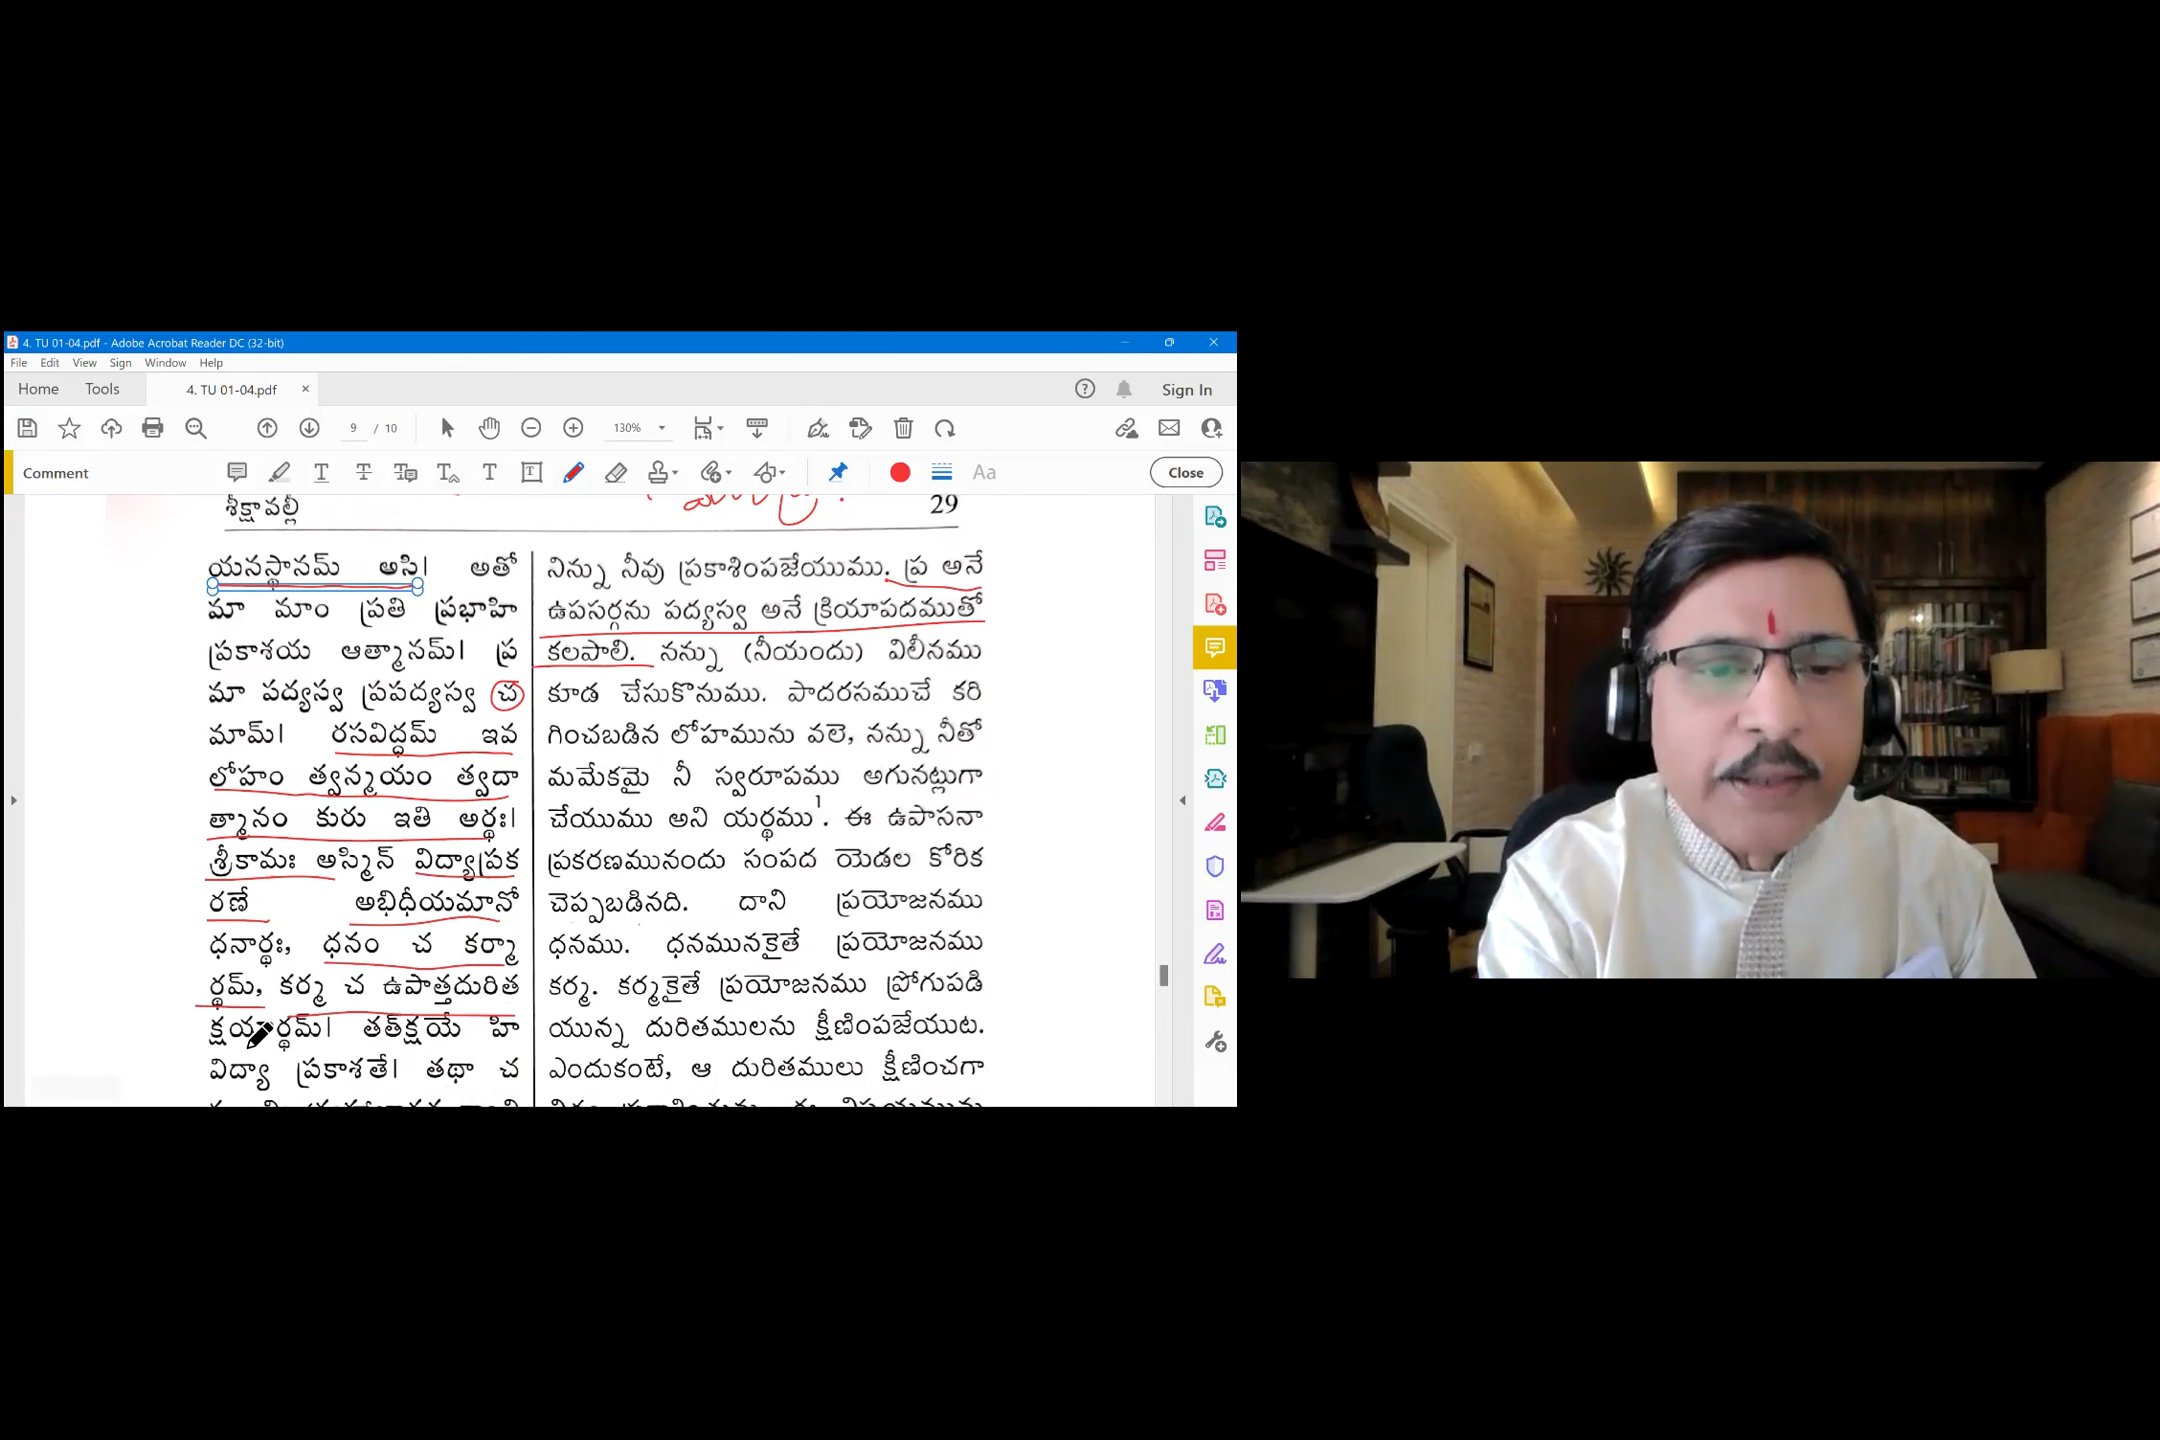 4. TU 01-04.pdf - Adobe Acrobat Reader DC (32-bit)
File Edit View Sign Window Help
Home Tools 4. TU 01-04.pdf × Sign In
9 / 10 130%
Comment Aa Close
శీక్షావల్లీ 29
యనస్థానమ్ అసి। అతో
మా మాం ప్రతి ప్రభాహి
ప్రకాశయ ఆత్మానమ్। ప్ర
మా పద్యస్వ ప్రపద్యస్వ చ
మామ్। రసవిద్ధమ్ ఇవ
లోహం త్వన్మయం త్వదా
త్మానం కురు ఇతి అర్థః।
శ్రీకామః అస్మిన్ విద్యాప్రక
రణే అభిధీయమానో
ధనార్థః, ధనం చ కర్మా
ర్థమ్, కర్మ చ ఉపాత్తదురిత
క్షయార్థమ్। తత్‌క్షయే హి
విద్యా ప్రకాశతే। తథా చ
నిన్ను నీవు ప్రకాశింపజేయుము. ప్ర అనే
ఉపసర్గను పద్యస్వ అనే క్రియాపదముతో
కలపాలి. నన్ను (నీయందు) విలీనము
కూడ చేసుకొనుము. పాదరసముచే కరి
గించబడిన లోహమును వలె, నన్ను నీతో
మమేకమై నీ స్వరూపము అగునట్లుగా
చేయుము అని యర్థము¹. ఈ ఉపాసనా
ప్రకరణమునందు సంపద యెడల కోరిక
చెప్పబడినది. దాని ప్రయోజనము
ధనము. ధనమునకైతే ప్రయోజనము
కర్మ. కర్మకైతే ప్రయోజనము ప్రోగుపడి
యున్న దురితములను క్షీణింపజేయుట.
ఎందుకంటే, ఆ దురితములు క్షీణించగా